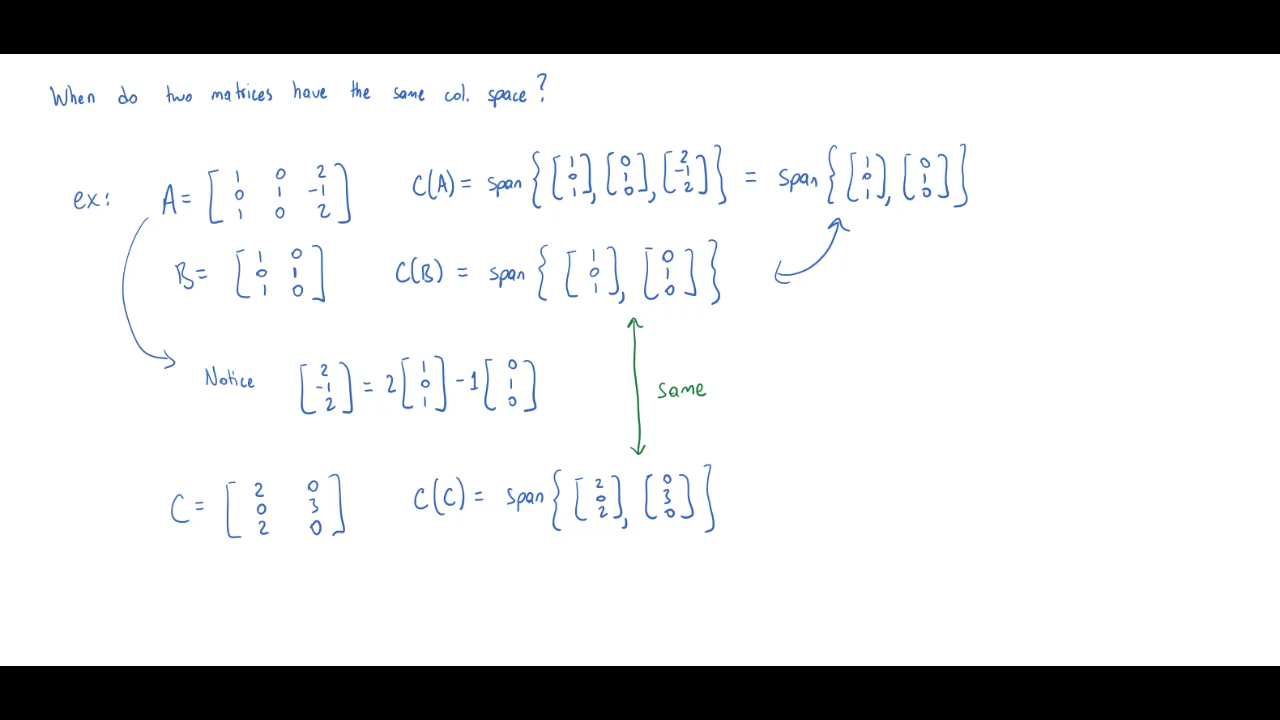 When do two matrices have the same col. space?
ex: A = [1 0 2; 0 1 -1; 1 0 2] C(A) = span{[1; 0; 1], [0; 1; 0], [2; -1; 2]} = span{[1; 0; 1], [0; 1; 0]}
B = [1 0; 0 1; 1 0] C(B) = span{[1; 0; 1], [0; 1; 0]}
Notice [2; -1; 2] = 2[1; 0; 1] - 1[0; 1; 0]
same
C = [2 0; 0 3; 2 0] C(C) = span{[2; 0; 2], [0; 3; 0]}